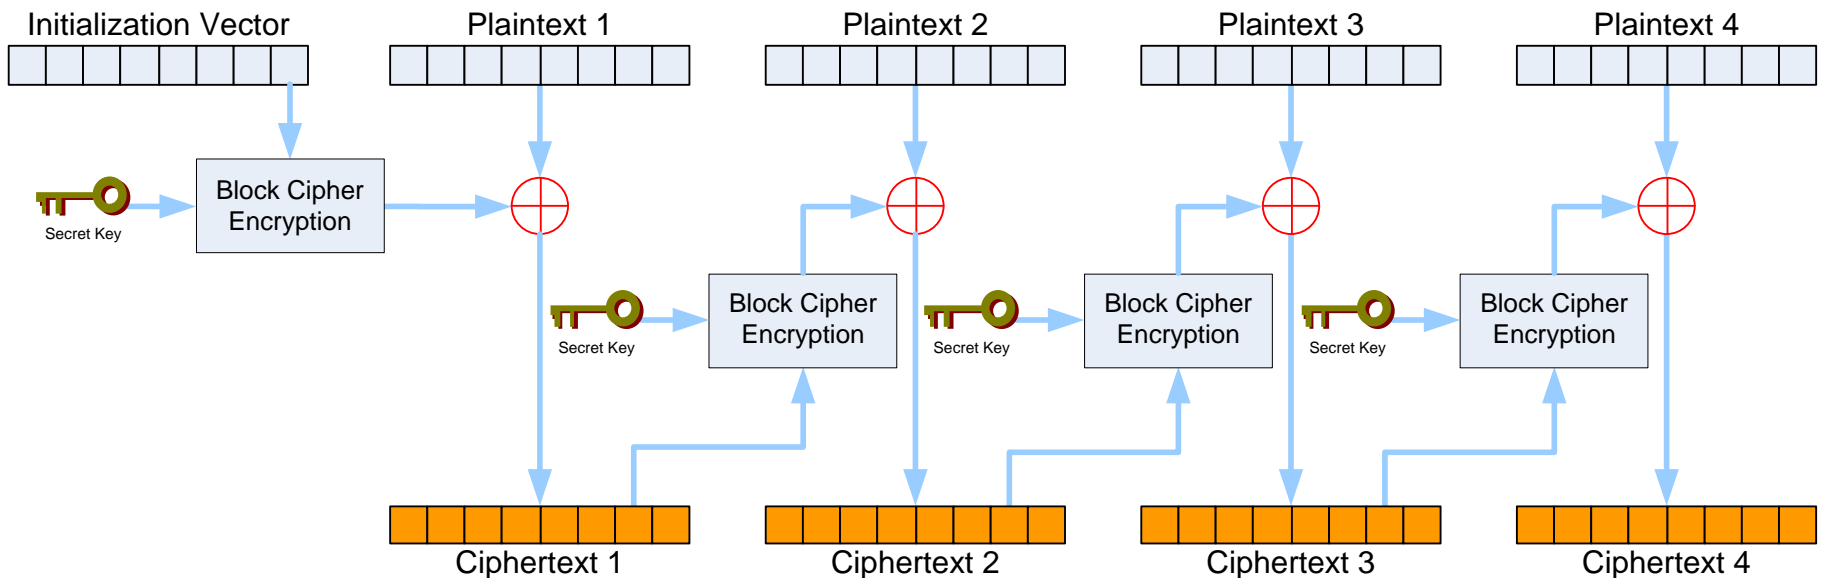 Initialization Vector
Plaintext 1
Plaintext 2
Plaintext 3
Plaintext 4
Block Cipher
Encryption
Secret Key
Block Cipher
Encryption
Secret Key
Block Cipher
Encryption
Secret Key
Block Cipher
Encryption
Secret Key
Ciphertext 1
Ciphertext 2
Ciphertext 3
Ciphertext 4